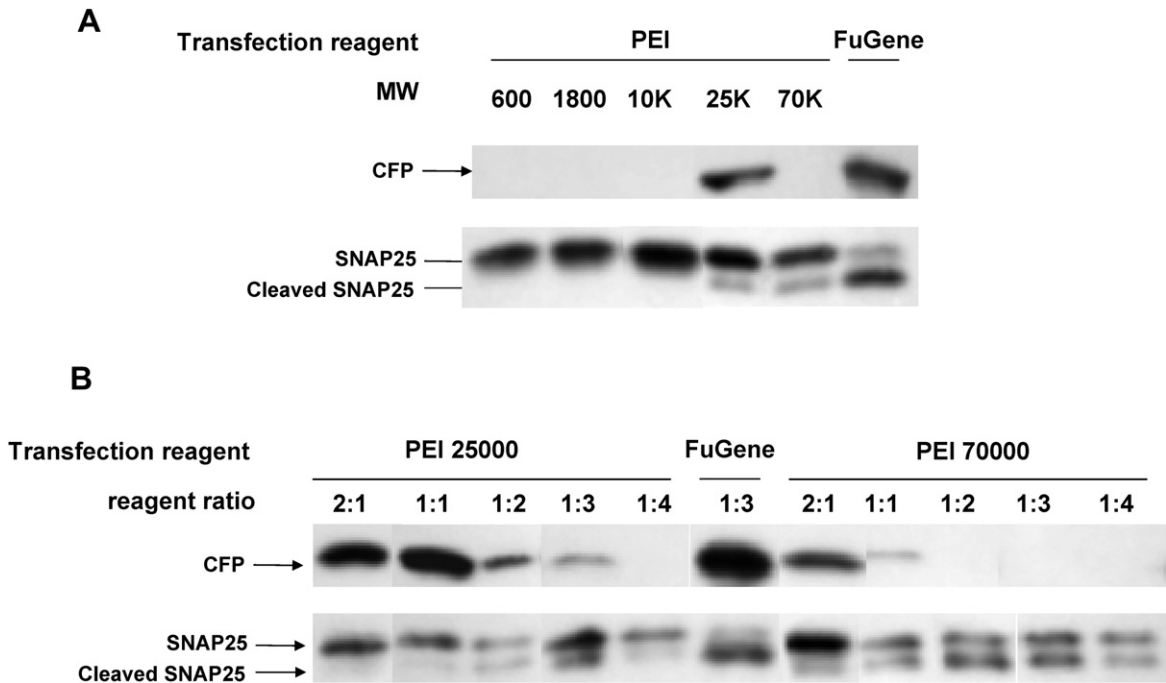 A
Transfection reagent PEI FuGene
MW 600 1800 10K 25K 70K
CFP
SNAP25
Cleaved SNAP25
B
Transfection reagent PEI 25000 FuGene PEI 70000
reagent ratio 2:1 1:1 1:2 1:3 1:4 1:3 2:1 1:1 1:2 1:3 1:4
CFP
SNAP25
Cleaved SNAP25